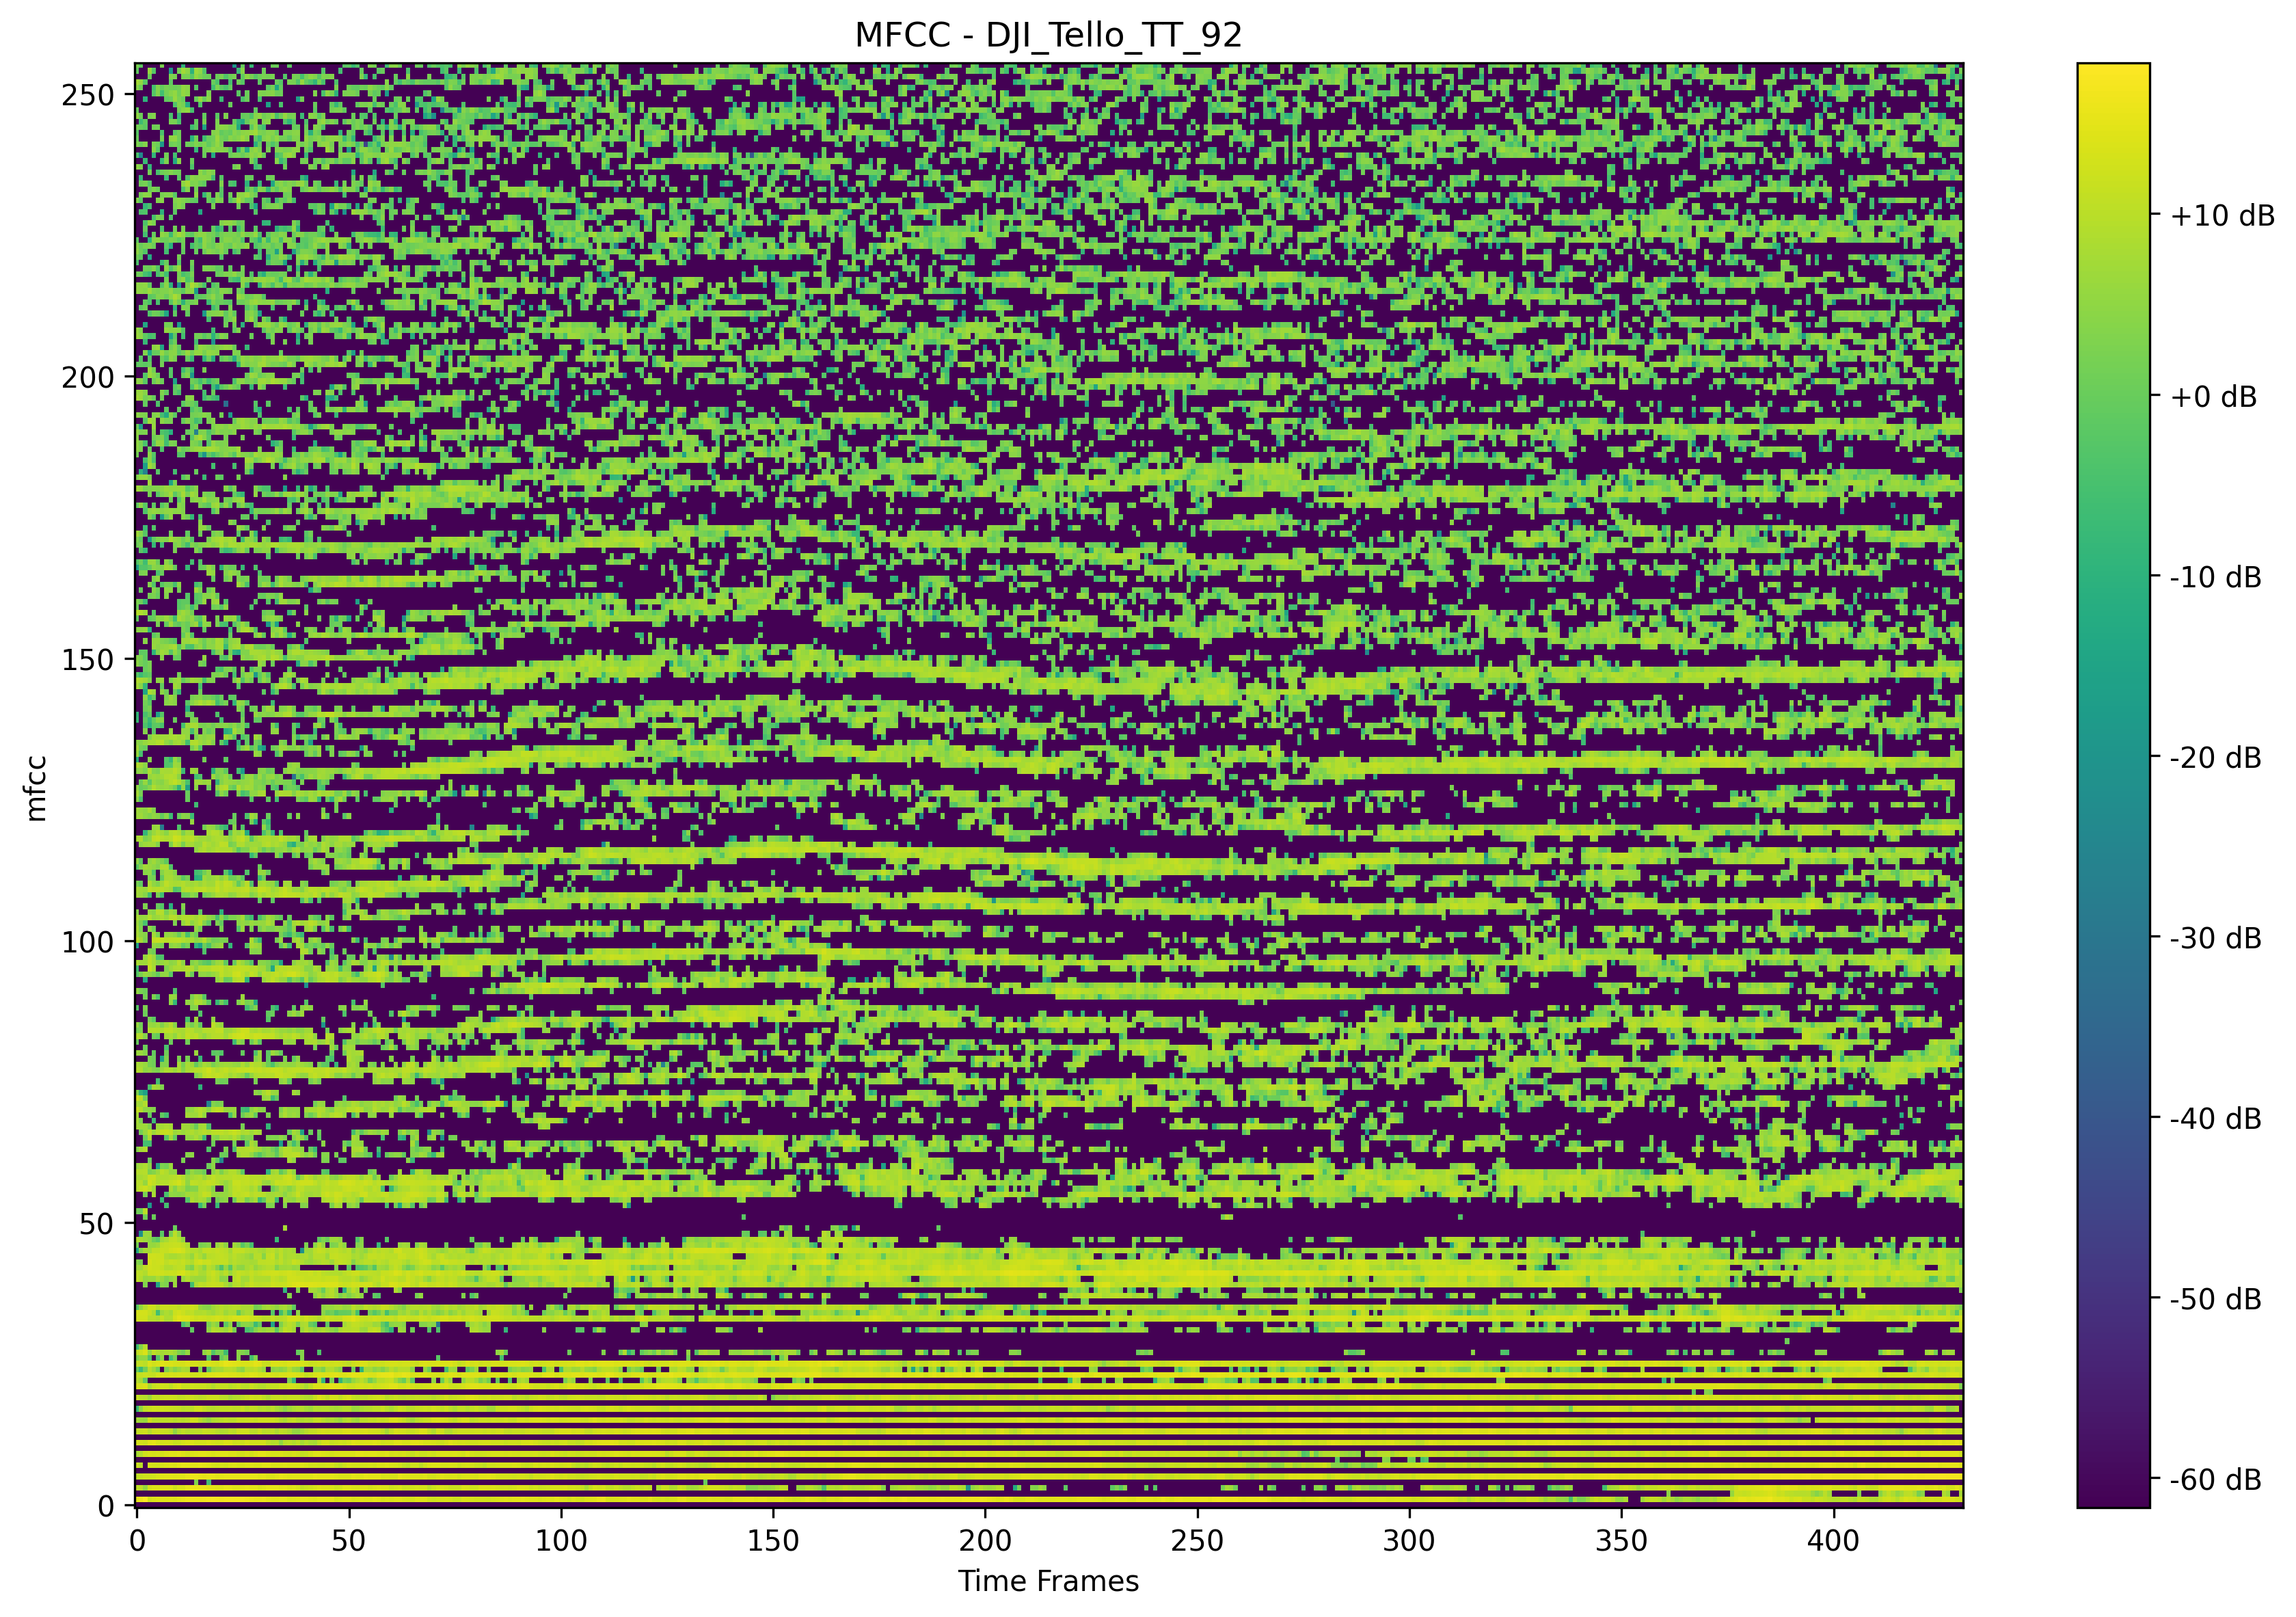 MFCC - DJI_Tello_TT_92
250
200
150
100
50
0
mfcc
0 50 100 150 200 250 300 350 400
Time Frames
+10 dB
+0 dB
-10 dB
-20 dB
-30 dB
-40 dB
-50 dB
-60 dB